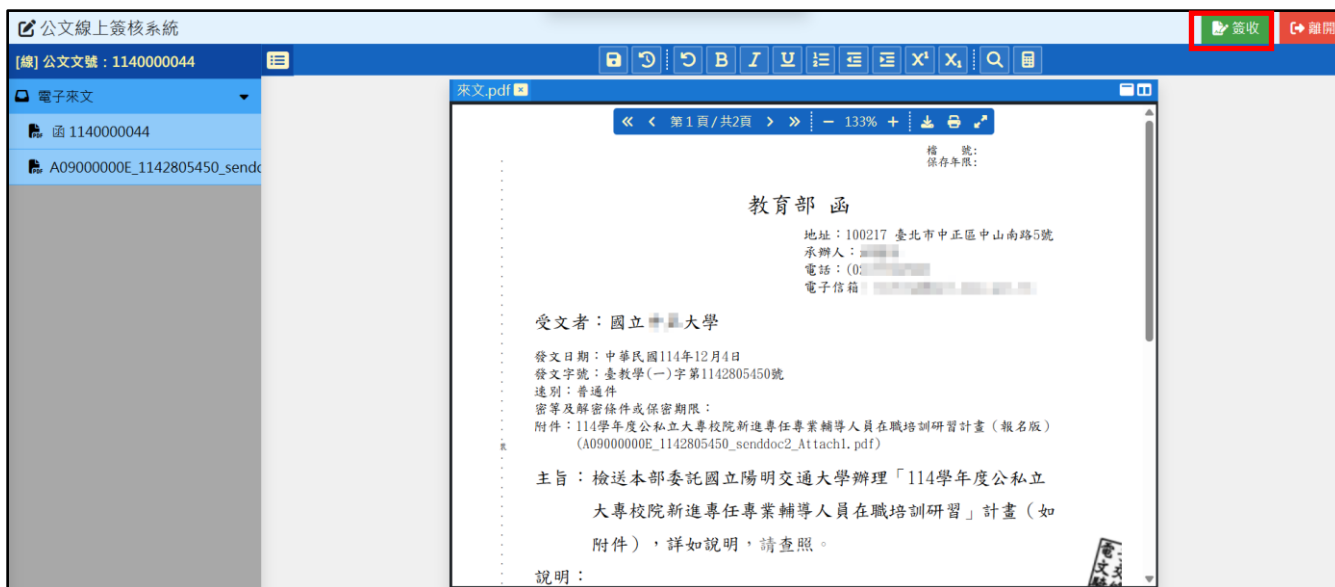 公文線上簽核系統
簽收
離開
[線] 公文文號：1140000044
電子來文
函 1140000044
A09000000E_1142805450_sendd
B I U X¹ X₁
來文.pdf
第 1 頁 / 共2頁
133%
檔 號:
保存年限:
教育部 函
地址：100217 臺北市中正區中山南路5號
承辦人：
電話：(02
電子信箱：
受文者：國立 大學
發文日期：中華民國114年12月4日
發文字號：臺教學(一)字第1142805450號
速別：普通件
密等及解密條件或保密期限：
附件：114學年度公私立大專校院新進專任專業輔導人員在職培訓研習計畫（報名版）
(A09000000E_1142805450_senddoc2_Attach1.pdf)
主旨：檢送本部委託國立陽明交通大學辦理「114學年度公私立
大專校院新進專任專業輔導人員在職培訓研習」計畫（如
附件），詳如說明，請查照。
說明：